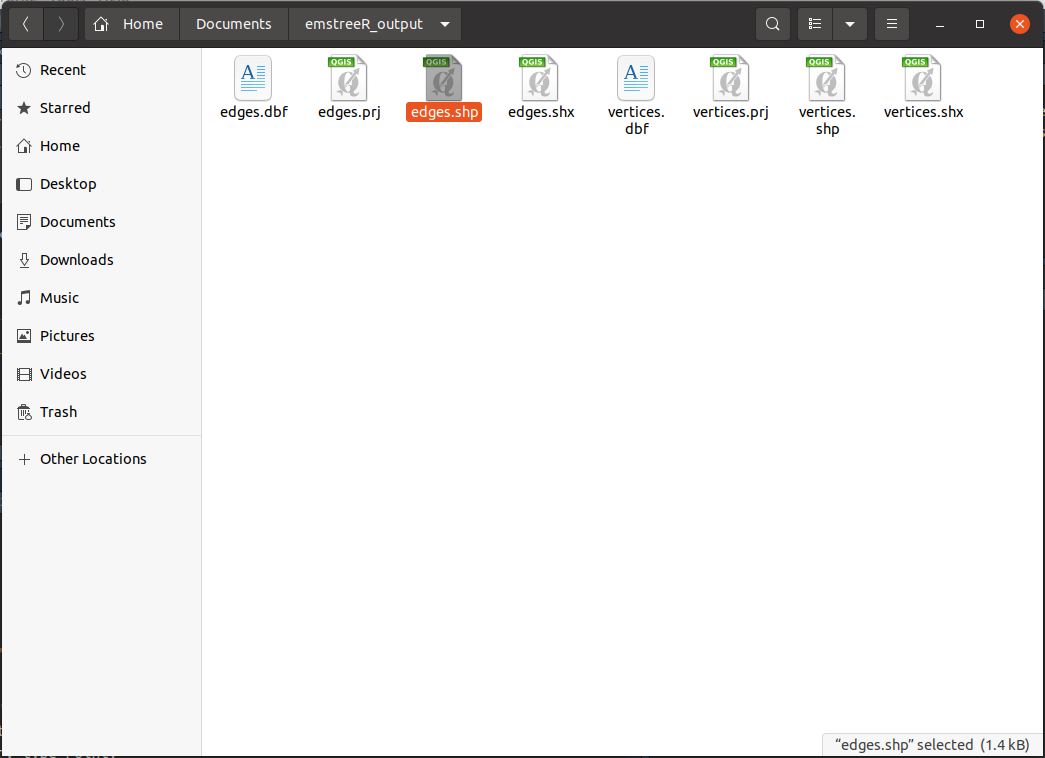 Home Documents emstreeR_output
Recent
Starred
Home
Desktop
Documents
Downloads
Music
Pictures
Videos
Trash
Other Locations
QGIS QGIS QGIS QGIS QGIS QGIS
edges.dbf edges.prj edges.shp edges.shx vertices. vertices.prj vertices. vertices.shx
dbf shp
“edges.shp” selected (1.4 kB)